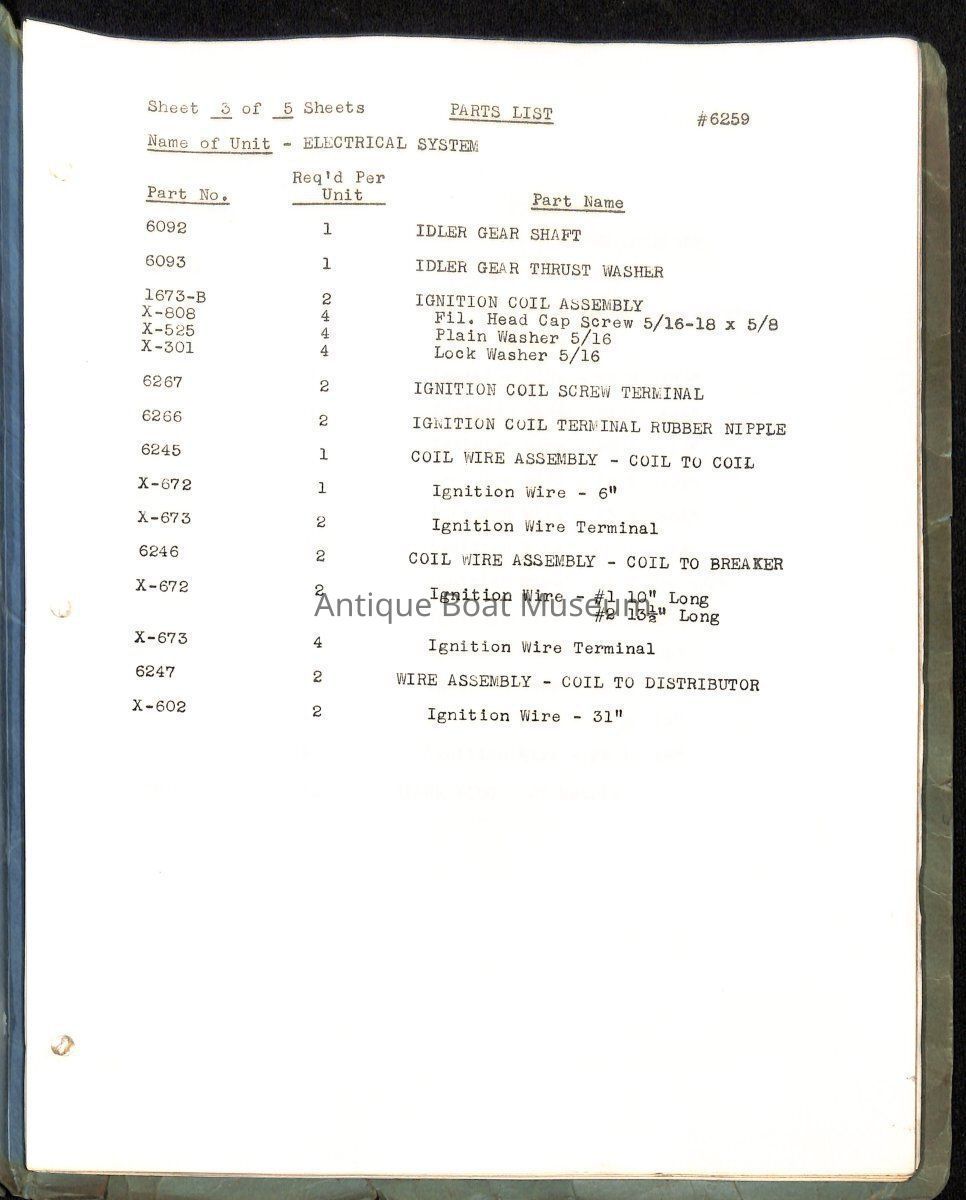 Sheet 3 of 5 Sheets PARTS LIST #6259
Name of Unit - ELECTRICAL SYSTEM
Req'd Per
Part No. Unit Part Name
6092 1 IDLER GEAR SHAFT
6093 1 IDLER GEAR THRUST WASHER
1673-B 2 IGNITION COIL ASSEMBLY
X-808 4 Fil. Head Cap Screw 5/16-18 x 5/8
X-525 4 Plain Washer 5/16
X-301 4 Lock Washer 5/16
6267 2 IGNITION COIL SCREW TERMINAL
6266 2 IGNITION COIL TERMINAL RUBBER NIPPLE
6245 1 COIL WIRE ASSEMBLY - COIL TO COIL
X-672 1 Ignition Wire - 6"
X-673 2 Ignition Wire Terminal
6246 2 COIL WIRE ASSEMBLY - COIL TO BREAKER
X-672 2 Ignition Wire - #1 10" Long
Antique Boat Museum
#2 13½" Long
X-673 4 Ignition Wire Terminal
6247 2 WIRE ASSEMBLY - COIL TO DISTRIBUTOR
X-602 2 Ignition Wire - 31"